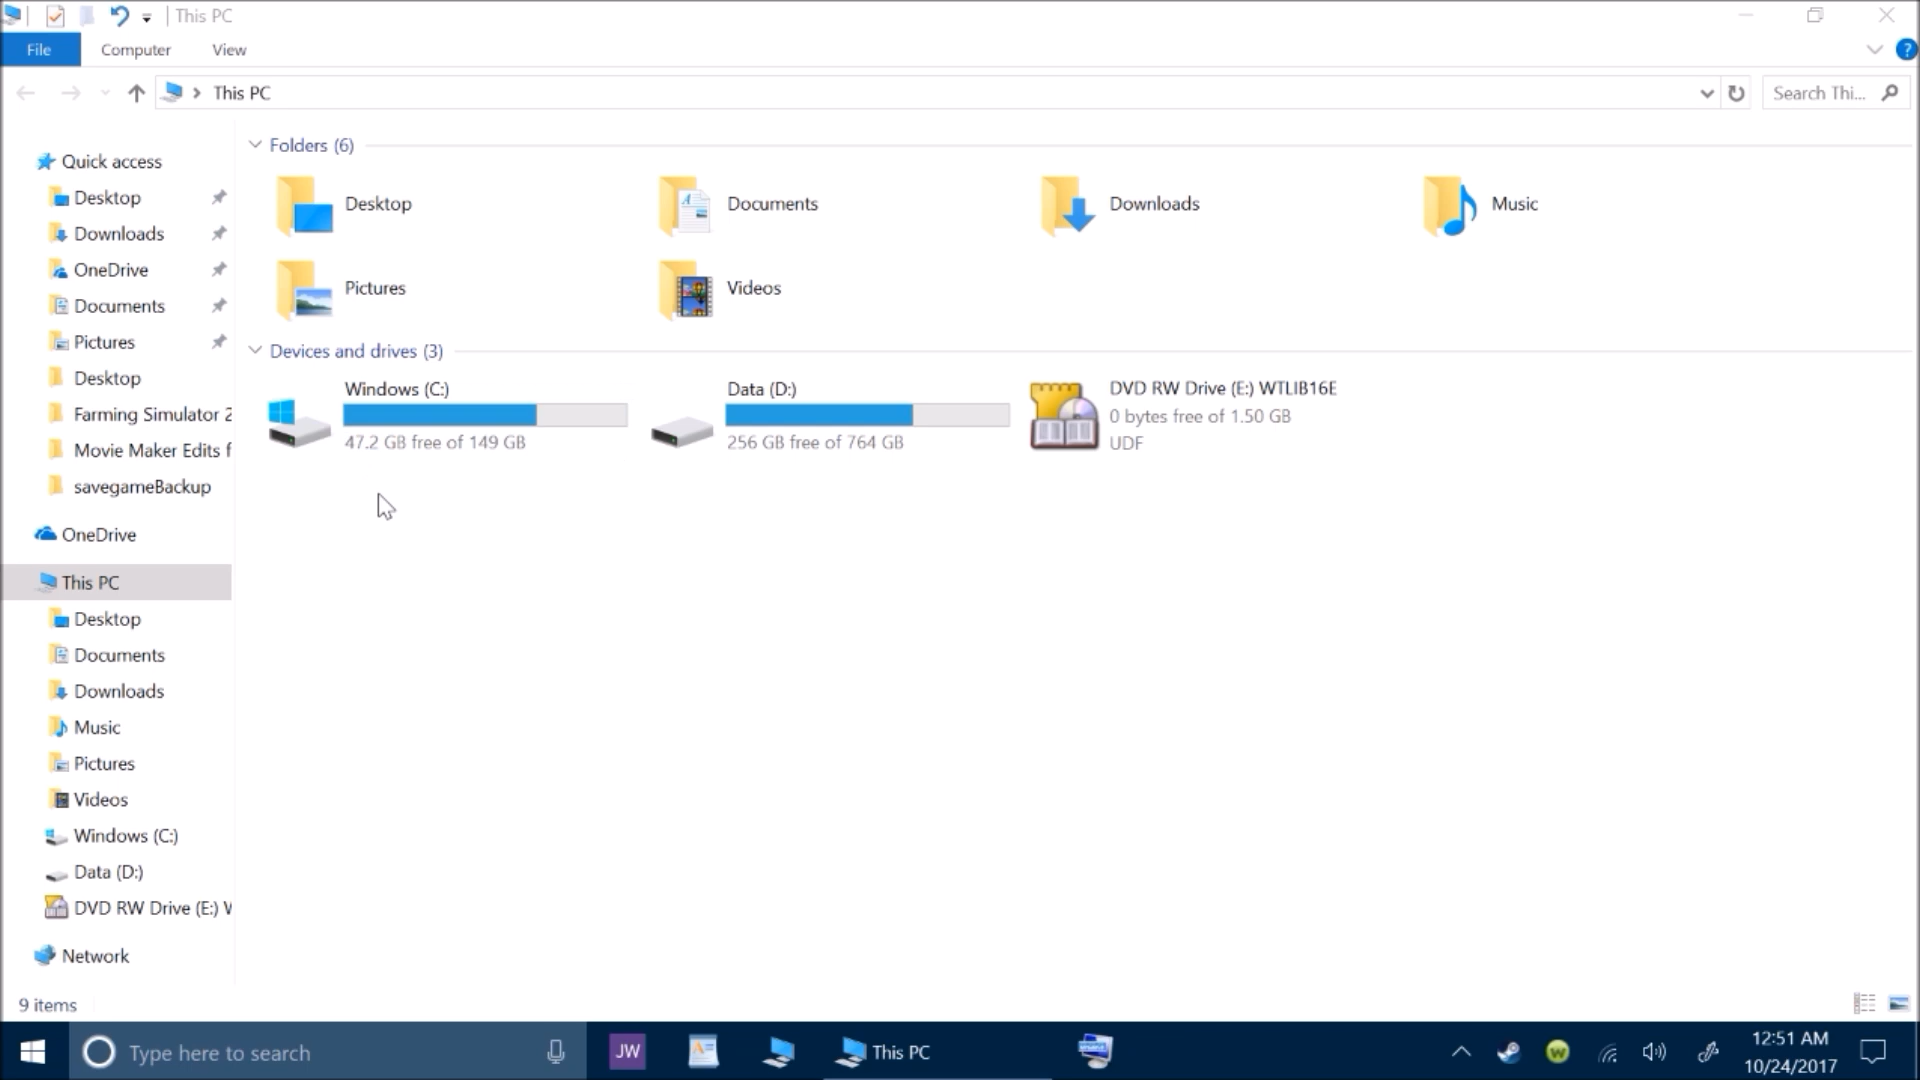 This PC
File
Computer
View
This PC
Search Thi...
Quick access
Desktop
Downloads
OneDrive
Documents
Pictures
Desktop
Farming Simulator 2
Movie Maker Edits f
savegameBackup
OneDrive
This PC
Desktop
Documents
Downloads
Music
Pictures
Videos
Windows (C:)
Data (D:)
DVD RW Drive (E:) W
Network
Folders (6)
Desktop
Documents
Downloads
Music
Pictures
Videos
Devices and drives (3)
Windows (C:)
47.2 GB free of 149 GB
Data (D:)
256 GB free of 764 GB
DVD RW Drive (E:) WTLIB16E
0 bytes free of 1.50 GB
UDF
9 items
Type here to search
JW
This PC
12:51 AM
10/24/2017